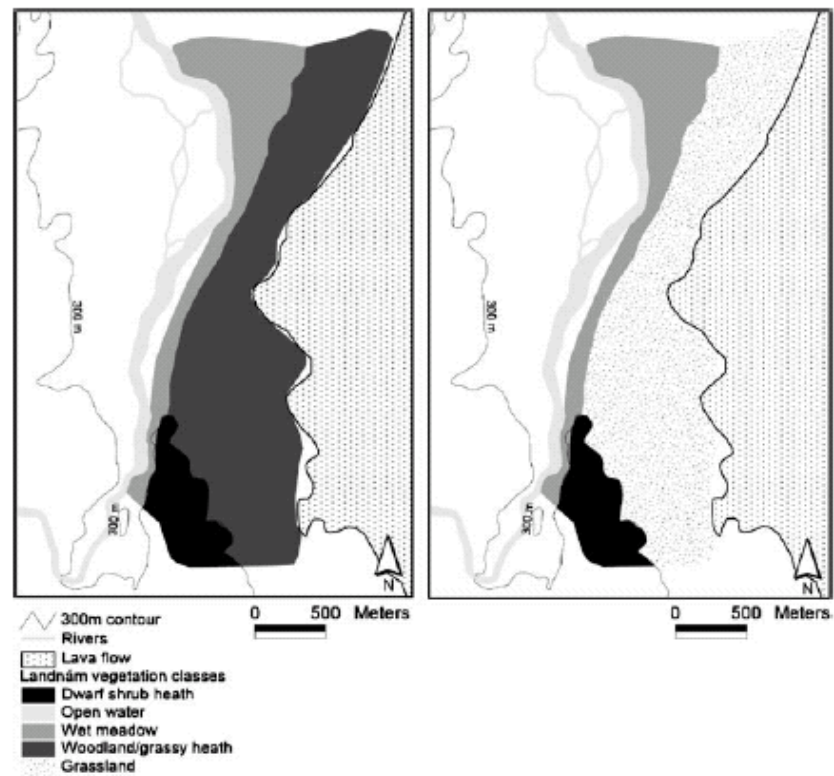 300 m
300 m
N
300 m
300 m
N
0 500 Meters
0 500 Meters
300m contour
Rivers
Lava flow
Landnám vegetation classes
Dwarf shrub heath
Open water
Wet meadow
Woodland/grassy heath
Grassland